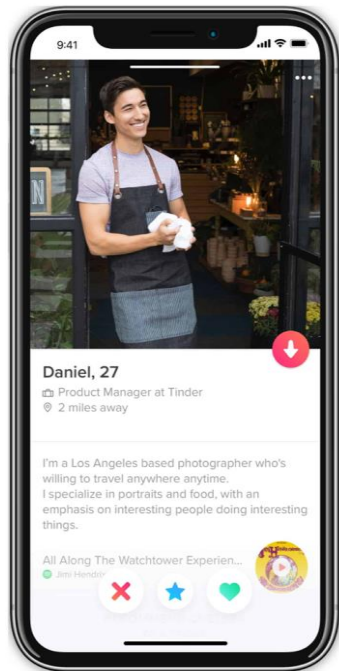 9:41
Daniel, 27
Product Manager at Tinder
2 miles away
I'm a Los Angeles based photographer who's
willing to travel anywhere anytime.
I specialize in portraits and food, with an
emphasis on interesting people doing interesting
things.
All Along The Watchtower Experien...
Jimi Hendrix